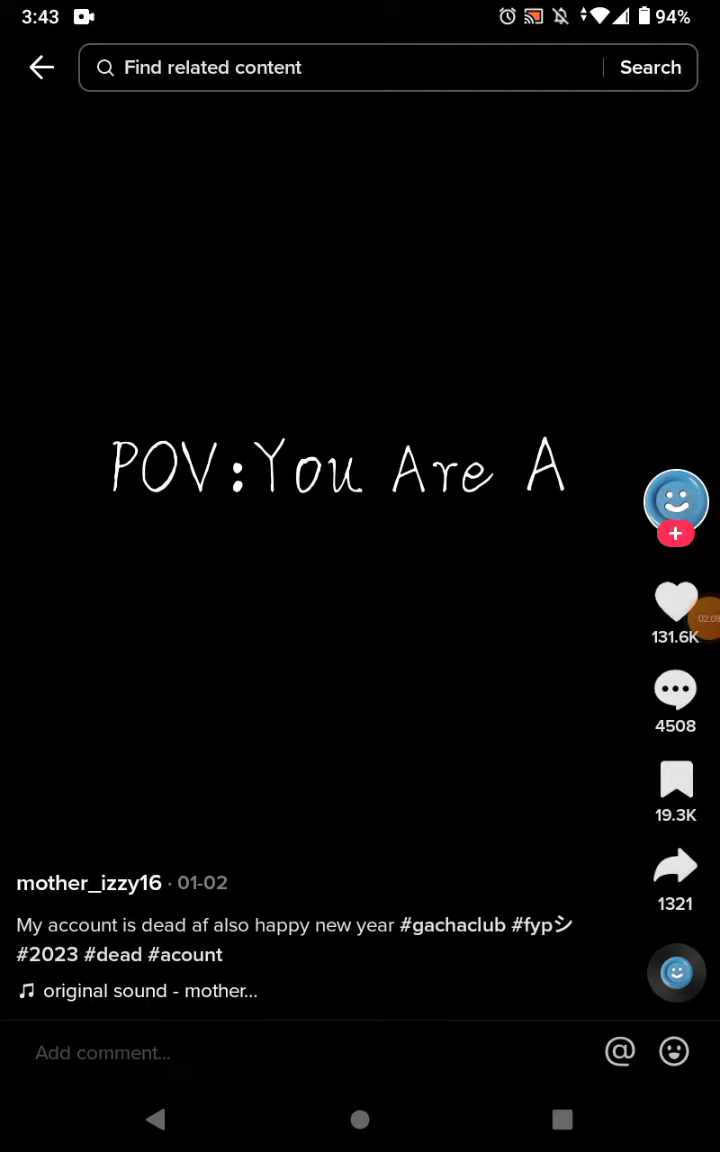 3:43
94%
Find related content
Search
POV:You Are A
02:08
131.6K
4508
19.3K
1321
mother_izzy16 · 01-02
My account is dead af also happy new year #gachaclub #fypシ
#2023 #dead #acount
original sound - mother...
Add comment...
@